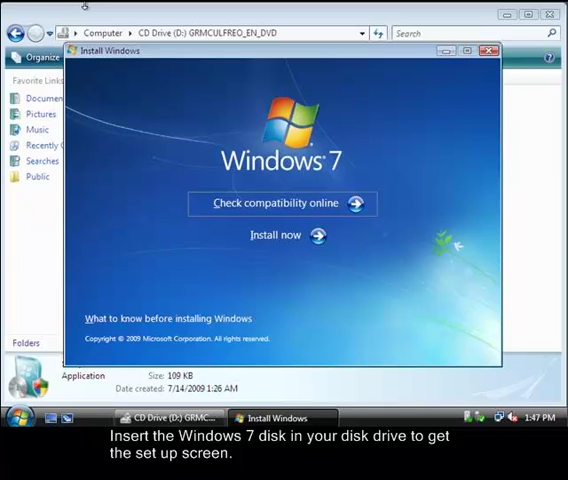 Computer
CD Drive (D:) GRMCULFREO_EN_DVD
Search
Organize
Install Windows
Favorite Links
Documen
Pictures
Music
Recently
Searches
Public
Windows 7
Check compatibility online
Install now
What to know before installing Windows
Copyright © 2009 Microsoft Corporation. All rights reserved.
Folders
Application
Size: 109 KB
Date created: 7/14/2009 1:26 AM
CD Drive (D:) GRMC...
Install Windows
1:47 PM
Insert the Windows 7 disk in your disk drive to get
the set up screen.